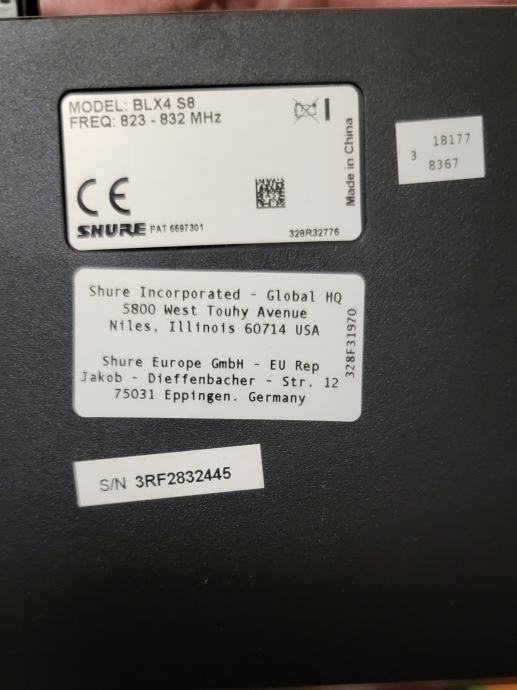 MODEL: BLX4 S8
FREQ: 823 - 832 MHz
CE
SHURE PAT 6597301
328R32776
Made in China
3 18177
8367
Shure Incorporated - Global HQ
5800 West Touhy Avenue
Niles, Illinois 60714 USA
Shure Europe GmbH - EU Rep
Jakob - Dieffenbacher - Str. 12
75031 Eppingen. Germany
328F31970
S/N 3RF2832445